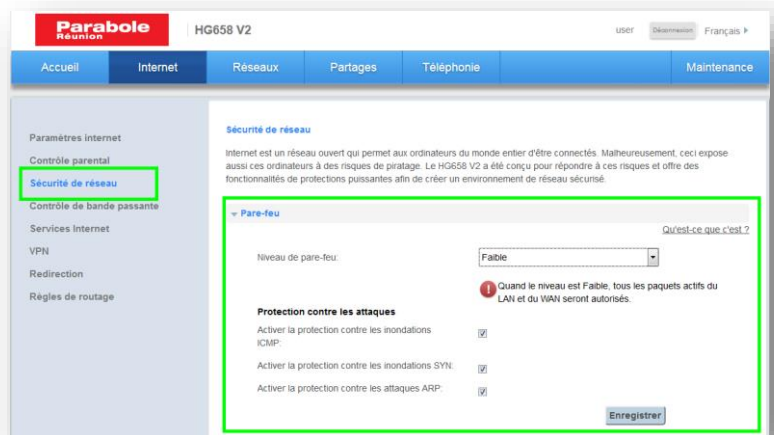 Parabole
Réunion
HG658 V2
user
Déconnexion
Français
Accueil
Internet
Réseaux
Partages
Téléphonie
Maintenance
Paramètres internet
Contrôle parental
Sécurité de réseau
Contrôle de bande passante
Services Internet
VPN
Redirection
Règles de routage
Sécurité de réseau
Internet est un réseau ouvert qui permet aux ordinateurs du monde entier d'être connectés. Malheureusement, ceci expose
aussi ces ordinateurs à des risques de piratage. Le HG658 V2 a été conçu pour répondre à ces risques et offre des
fonctionnalités de protections puissantes afin de créer un environnement de réseau sécurisé.
Pare-feu
Qu'est-ce que c'est ?
Niveau de pare-feu:
Faible
Quand le niveau est Faible, tous les paquets actifs du
LAN et du WAN seront autorisés.
Protection contre les attaques
Activer la protection contre les inondations
ICMP:
Activer la protection contre les inondations SYN:
Activer la protection contre les attaques ARP:
Enregistrer